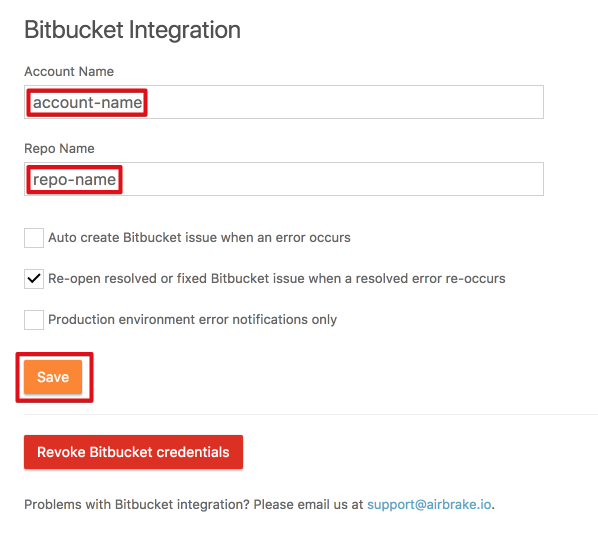 Bitbucket Integration
Account Name
account-name
Repo Name
repo-name
Auto create Bitbucket issue when an error occurs
Re-open resolved or fixed Bitbucket issue when a resolved error re-occurs
Production environment error notifications only
Save
Revoke Bitbucket credentials
Problems with Bitbucket integration? Please email us at support@airbrake.io.